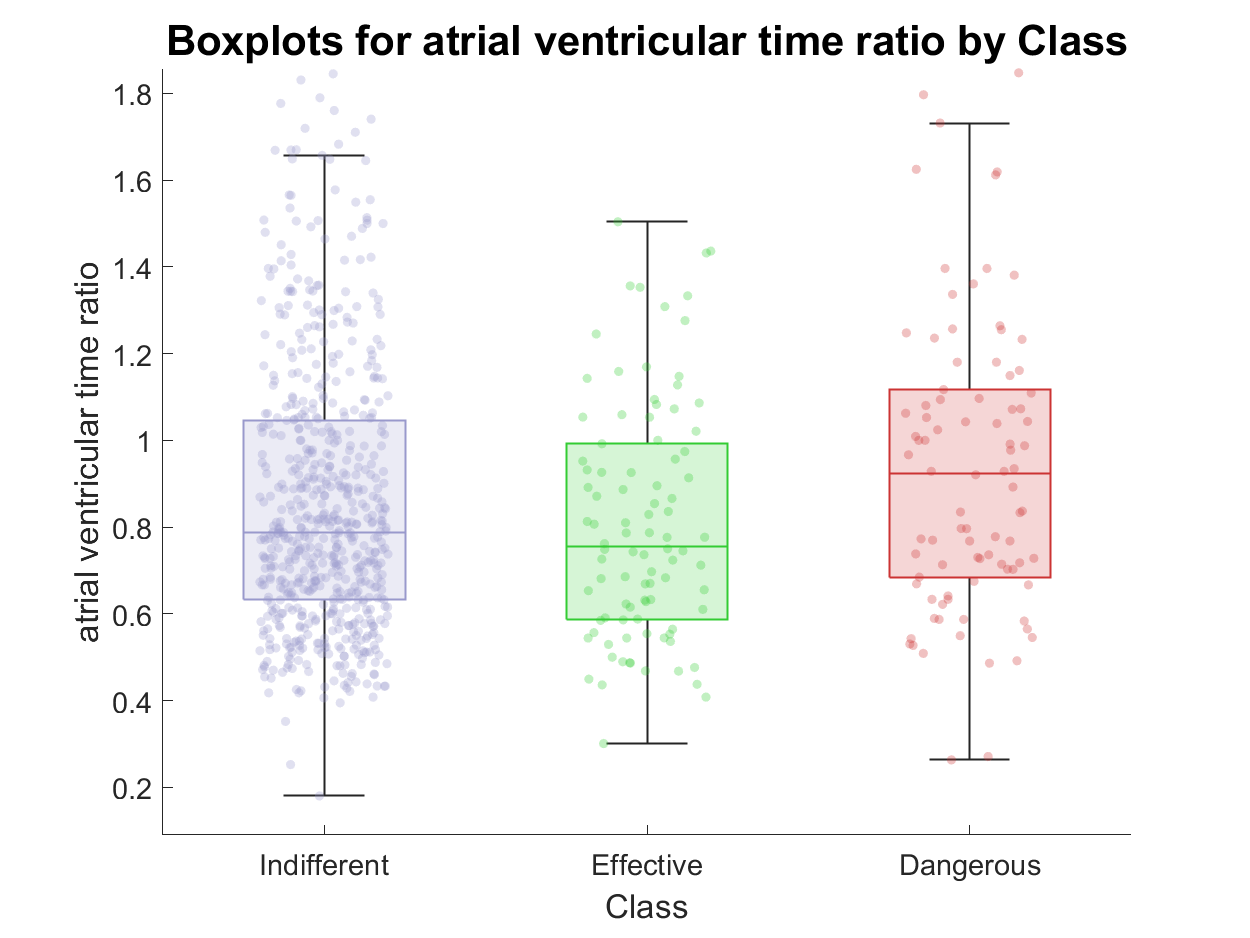 Boxplots for atrial ventricular time ratio by Class
atrial ventricular time ratio
1.8
1.6
1.4
1.2
1
0.8
0.6
0.4
0.2
Indifferent Effective Dangerous
Class